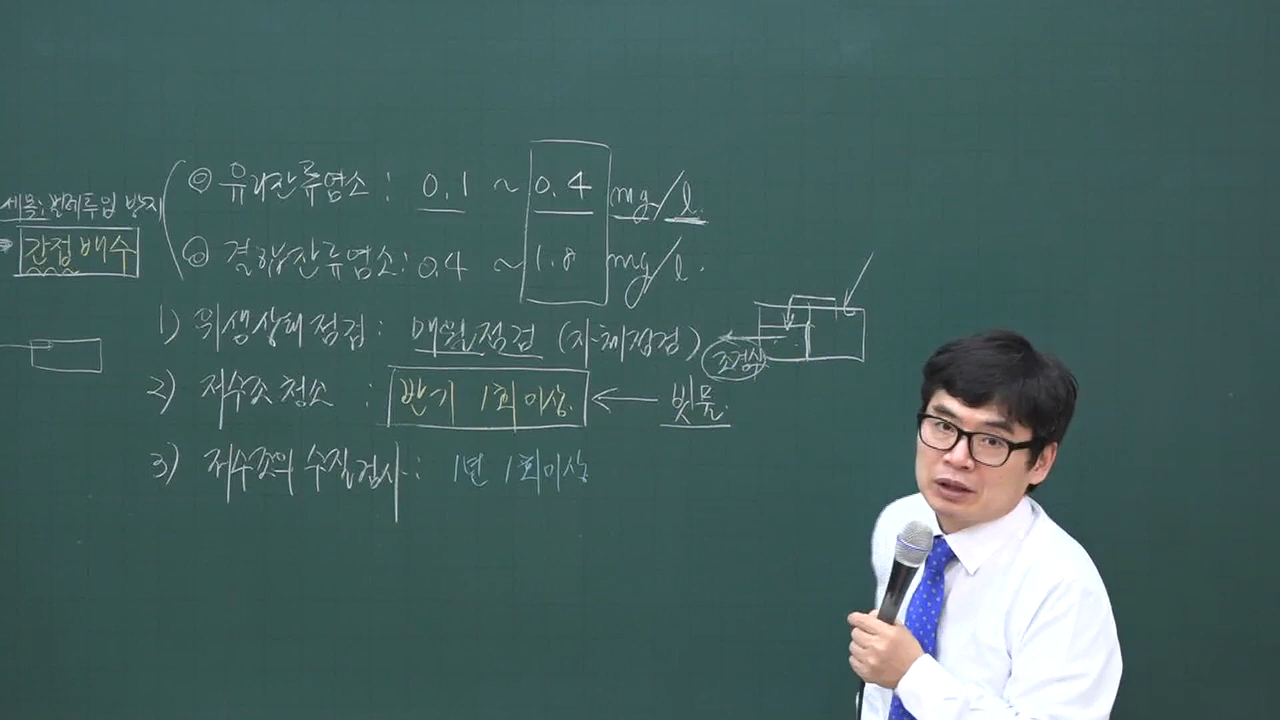 세목: 벌레투입 방지
간접배수
◎ 유리잔류염소: 0.1 ~ 0.4 mg/l.
◎ 결합잔류염소: 0.4 ~ 1.8 mg/l.
1) 위생상태점검: 매월점검 (자체점검)
조경수
2) 저수조청소 : 반기 1회이상. ← 빗물.
3) 저수조의 수질검사: 1년 1회이상